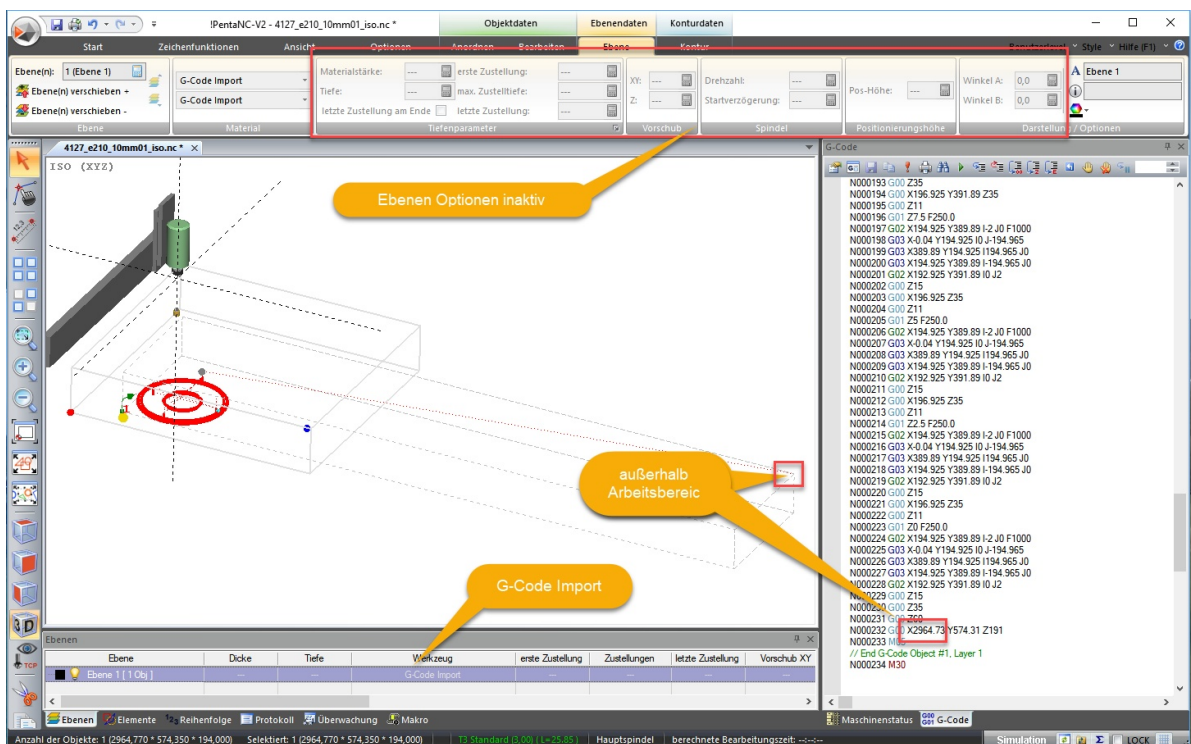 !PentaNC-V2 - 4127_e210_10mm01_iso.nc *
Objektdaten
Ebenendaten
Konturdaten
Start
Zeichenfunktionen
Ansicht
Optionen
Anordnen
Bearbeiten
Ebene
Kontur
Benutzerlevel
Style
Hilfe (F1)
Ebene(n): 1 (Ebene 1)
Ebene(n) verschieben +
Ebene(n) verschieben -
Ebene
G-Code Import
G-Code Import
Material
Materialstärke: ---
erste Zustellung: ---
Tiefe: ---
max. Zustelltiefe: ---
letzte Zustellung am Ende
letzte Zustellung: ---
Tiefenparameter
XY: ---
Z: ---
Vorschub
Drehzahl: ---
Startverzögerung: ---
Spindel
Pos-Höhe: ---
Positionierungshöhe
Winkel A: 0,0
Winkel B: 0,0
A Ebene 1
Darstellung / Optionen
4127_e210_10mm01_iso.nc *
ISO (XYZ)
Ebenen Optionen inaktiv
außerhalb
Arbeitsbereic
G-Code Import
1
3D
TCP
G-Code
N000193 G00 Z35
N000194 G00 X196.925 Y391.89 Z35
N000195 G00 Z11
N000196 G01 Z7.5 F250.0
N000197 G02 X194.925 Y389.89 I-2 J0 F1000
N000198 G03 X-0.04 Y194.925 I0 J-194.965
N000199 G03 X389.89 Y194.925 I194.965 J0
N000200 G03 X194.925 Y389.89 I-194.965 J0
N000201 G02 X192.925 Y391.89 I0 J2
N000202 G00 Z15
N000203 G00 X196.925 Z35
N000204 G00 Z11
N000205 G01 Z5 F250.0
N000206 G02 X194.925 Y389.89 I-2 J0 F1000
N000207 G03 X-0.04 Y194.925 I0 J-194.965
N000208 G03 X389.89 Y194.925 I194.965 J0
N000209 G03 X194.925 Y389.89 I-194.965 J0
N000210 G02 X192.925 Y391.89 I0 J2
N000211 G00 Z15
N000212 G00 X196.925 Z35
N000213 G00 Z11
N000214 G01 Z2.5 F250.0
N000215 G02 X194.925 Y389.89 I-2 J0 F1000
N000216 G03 X-0.04 Y194.925 I0 J-194.965
N000217 G03 X389.89 Y194.925 I194.965 J0
N000218 G03 X194.925 Y389.89 I-194.965 J0
N000219 G02 X192.925 Y391.89 I0 J2
N000220 G00 Z15
N000221 G00 X196.925 Z35
N000222 G00 Z11
N000223 G01 Z0 F250.0
N000224 G02 X194.925 Y389.89 I-2 J0 F1000
N000225 G03 X-0.04 Y194.925 I0 J-194.965
N000226 G03 X389.89 Y194.925 I194.965 J0
N000227 G03 X194.925 Y389.89 I-194.965 J0
N000228 G02 X192.925 Y391.89 I0 J2
N000229 G00 Z15
N000230 G00 Z35
N000231 G00 Z60
N000232 G00 X2964.73 Y574.31 Z191
N000233 M05
// End G-Code Object #1, Layer 1
N000234 M30
Ebenen
Ebene
Dicke
Tiefe
Werkzeug
erste Zustellung
Zustellungen
letzte Zustellung
Vorschub XY
Ebene 1 [ 1 Obj ]
G-Code Import
Ebenen
Elemente
Reihenfolge
Protokoll
Überwachung
Makro
Maschinenstatus
G-Code
Anzahl der Objekte: 1 (2964,770 * 574,350 * 194,000)
Selektiert: 1 (2964,770 * 574,350 * 194,000)
T3 Standard (3,00) ( L=25,85 )
Hauptspindel
berechnete Bearbeitungszeit: --:--:--
Simulation
LOCK